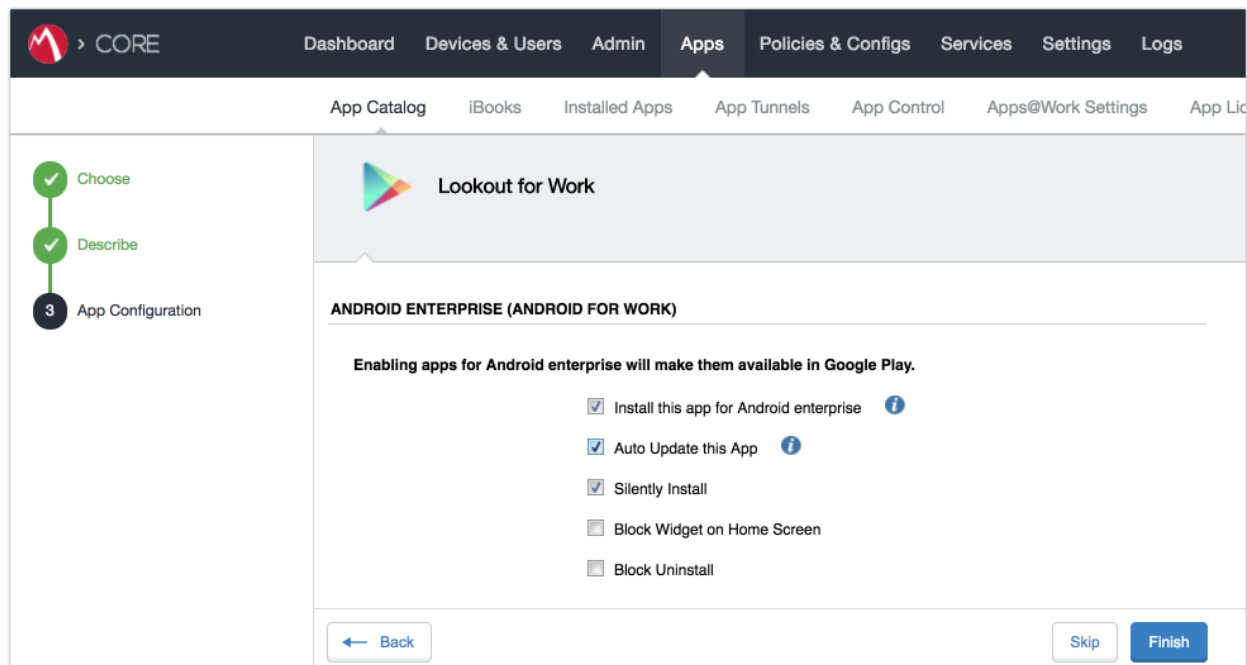 › CORE Dashboard Devices & Users Admin Apps Policies & Configs Services Settings Logs
App Catalog iBooks Installed Apps App Tunnels App Control Apps@Work Settings App Lic
Choose
Describe
3 App Configuration
Lookout for Work
ANDROID ENTERPRISE (ANDROID FOR WORK)
Enabling apps for Android enterprise will make them available in Google Play.
Install this app for Android enterprise i
Auto Update this App i
Silently Install
Block Widget on Home Screen
Block Uninstall
← Back Skip Finish